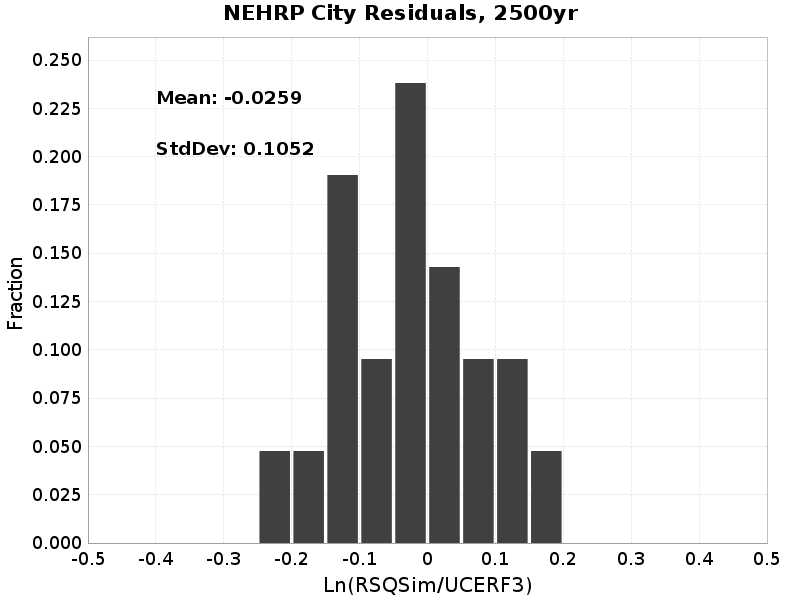 NEHRP City Residuals, 2500yr
0.250
Mean: -0.0259
0.225
StdDev: 0.1052
0.200
0.175
0.150
Fraction
0.125
0.100
0.075
0.050
0.025
0.000
-0.5 -0.4 -0.3 -0.2 -0.1 0 0.1 0.2 0.3 0.4 0.5
Ln(RSQSim/UCERF3)